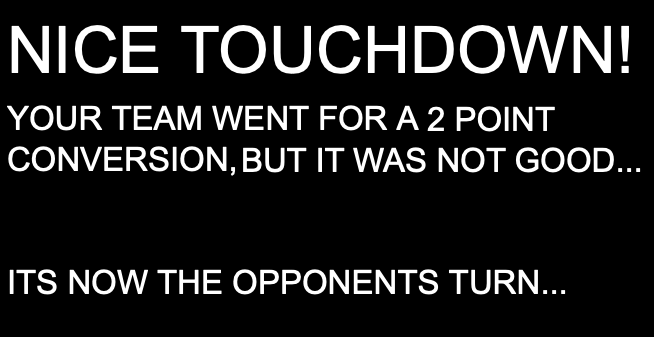 NICE TOUCHDOWN!
YOUR TEAM WENT FOR A 2 POINT
CONVERSION, BUT IT WAS NOT GOOD...
ITS NOW THE OPPONENTS TURN...